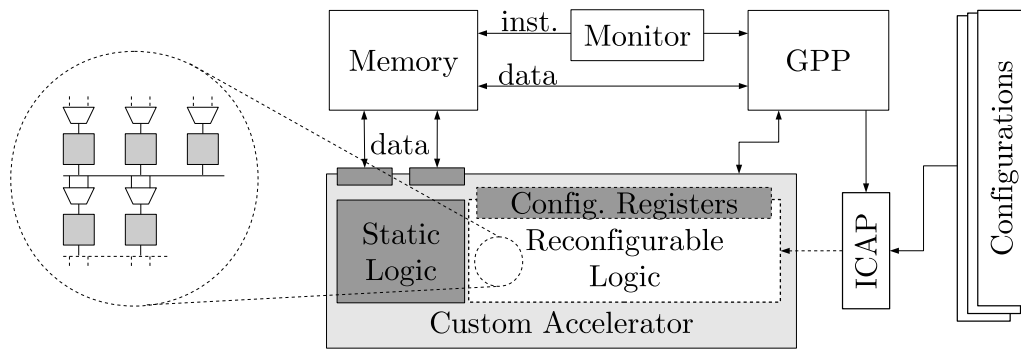 inst.
Monitor
Memory
GPP
data
data
Config. Registers
Static
Logic
Reconfigurable
Logic
Custom Accelerator
ICAP
Configurations